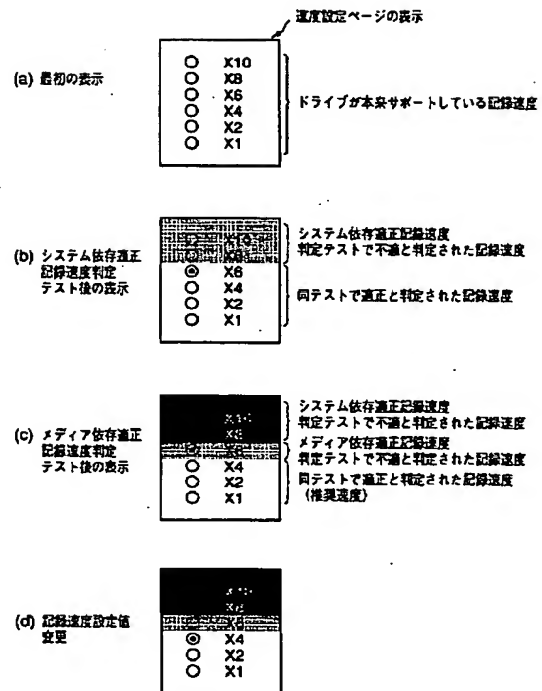 速度設定ページの表示
(a) 最初の表示
X10
X8
X6
X4
X2
X1
ドライブが本来サポートしている記録速度
(b) システム依存適正
記録速度判定
テスト後の表示
X10
X8
X6
X4
X2
X1
システム依存適正記録速度
判定テストで不適と判定された記録速度
同テストで適正と判定された記録速度
(c) メディア依存適正
記録速度判定
テスト後の表示
X10
X8
X6
X4
X2
X1
システム依存適正記録速度
判定テストで不適と判定された記録速度
メディア依存適正記録速度
判定テストで不適と判定された記録速度
同テストで適正と判定された記録速度
(推奨速度)
(d) 記録速度設定値
変更
X10
X8
X6
X4
X2
X1